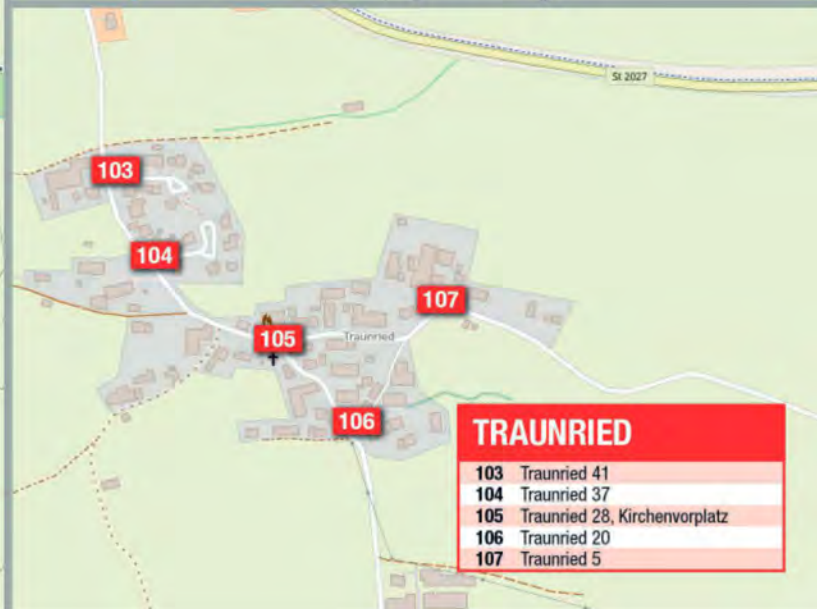 St 2027
103
104
107
105
Traunried
106
TRAUNRIED
103 Traunried 41
104 Traunried 37
105 Traunried 28, Kirchenvorplatz
106 Traunried 20
107 Traunried 5